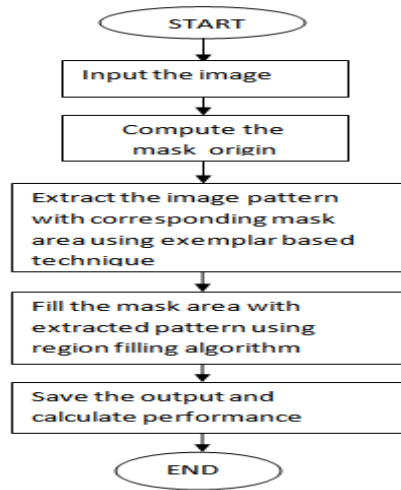 START
Input the image
Compute the
mask origin
Extract the image pattern
with corresponding mask
area using exemplar based
technique
Fill the mask area with
extracted pattern using
region filling algorithm
Save the output and
calculate performance
END